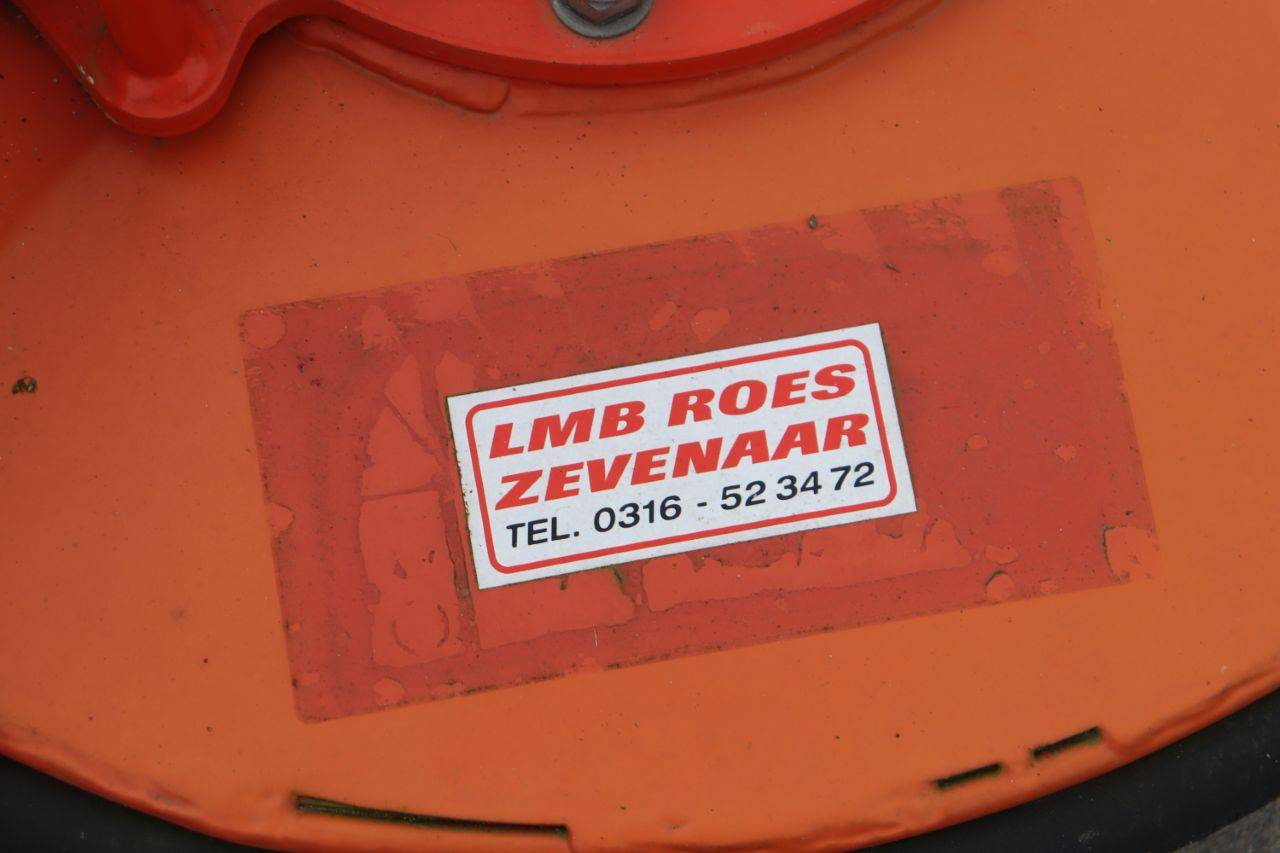 LMB ROES
ZEVENAAR
TEL. 0316 - 52 34 72